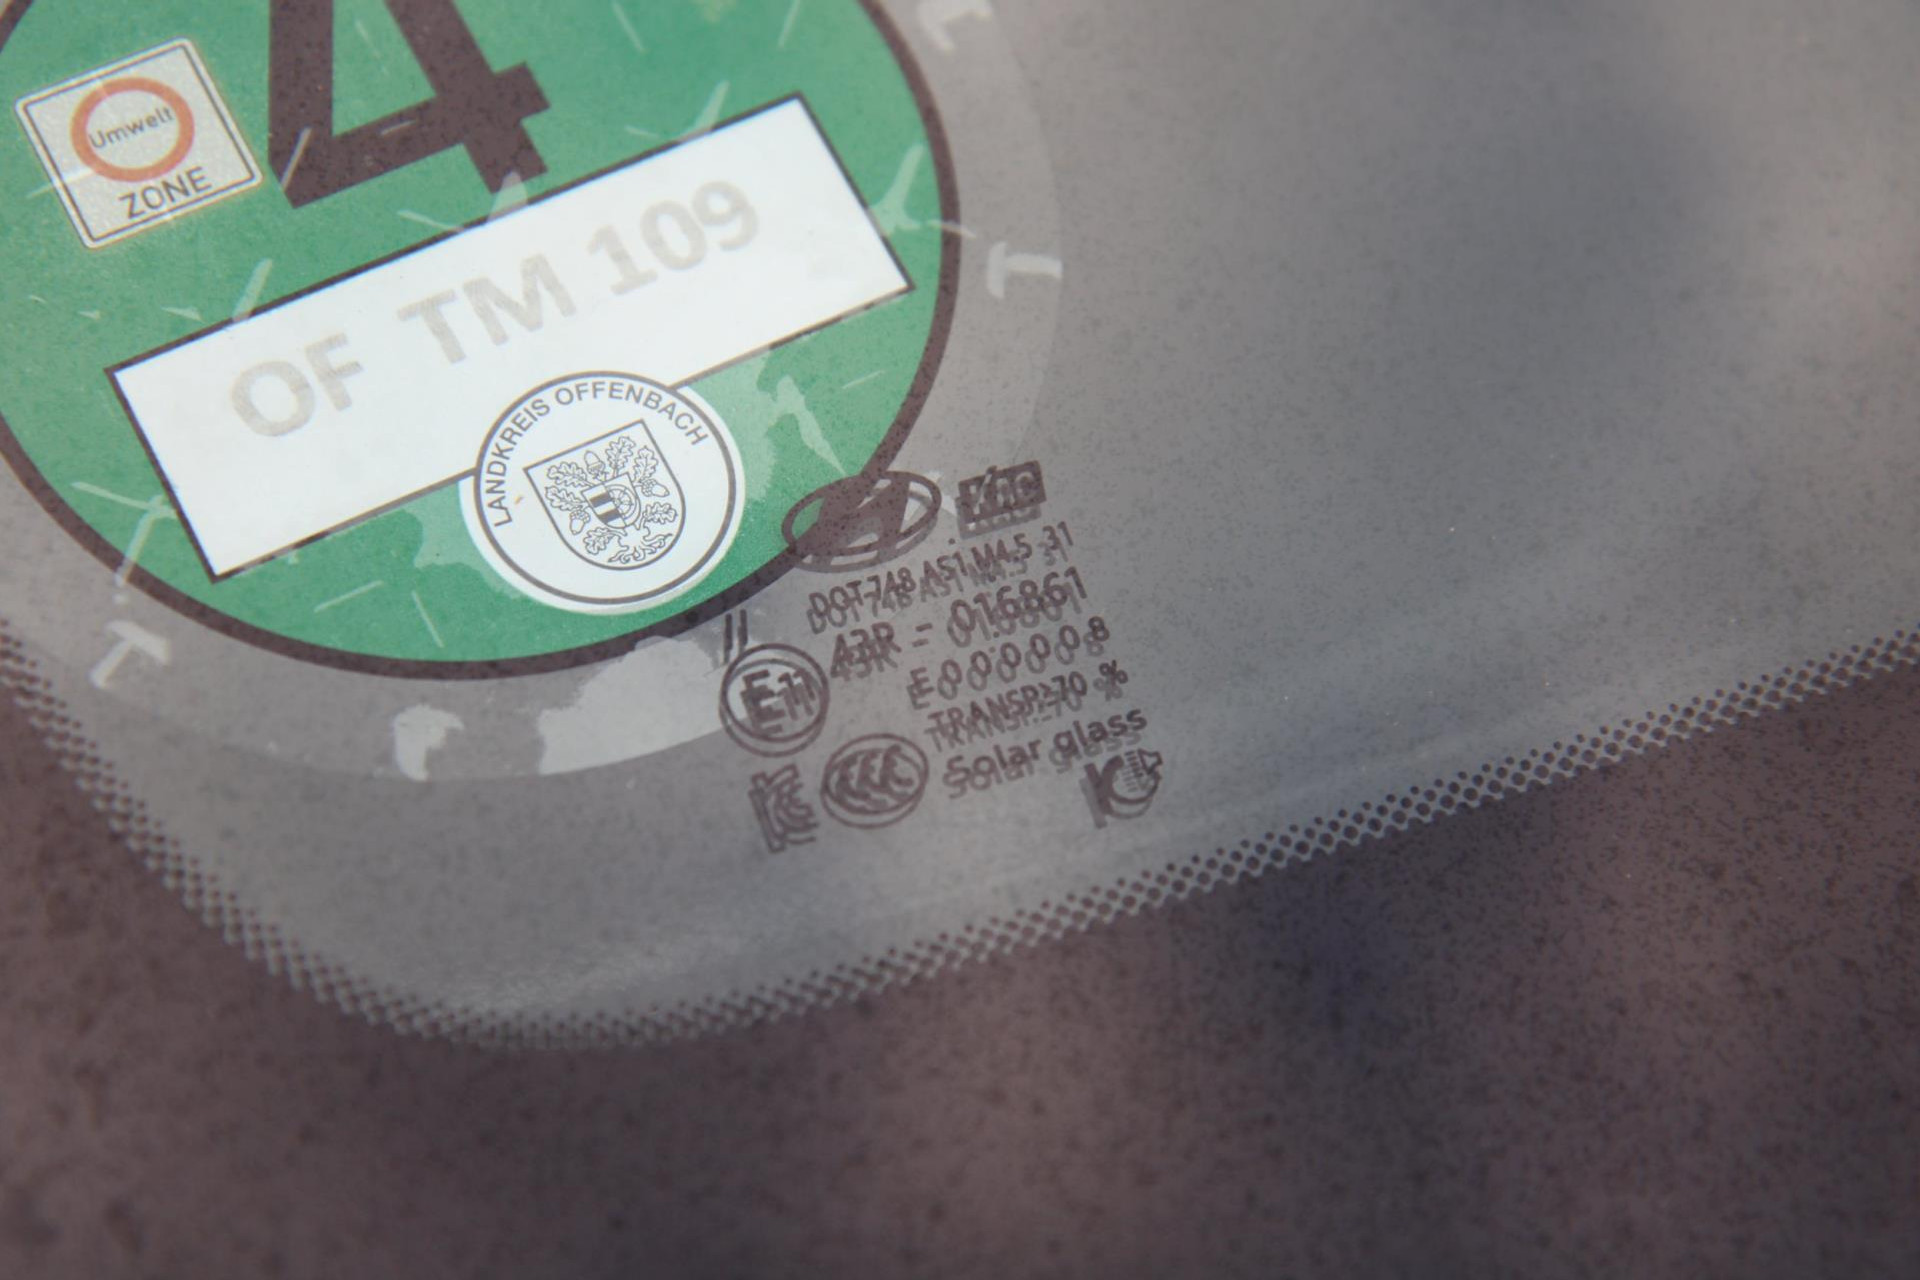 4
Umwelt
ZONE
OF TM 109
LANDKREIS OFFENBACH
khc
DOT-748 AS1 M4.5 31
43R - 016861
E000008
E11
TRANSP.≥70 %
Solar glass